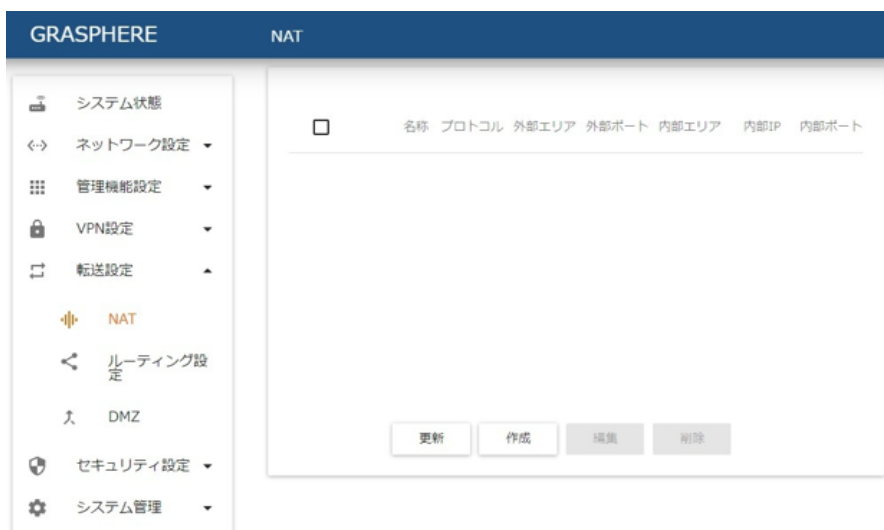 GRASPHERE
NAT
システム状態
ネットワーク設定
管理機能設定
VPN設定
転送設定
NAT
ルーティング設
定
DMZ
セキュリティ設定
システム管理
名称 プロトコル 外部エリア 外部ポート 内部エリア 内部IP 内部ポート
更新 作成 編集 削除